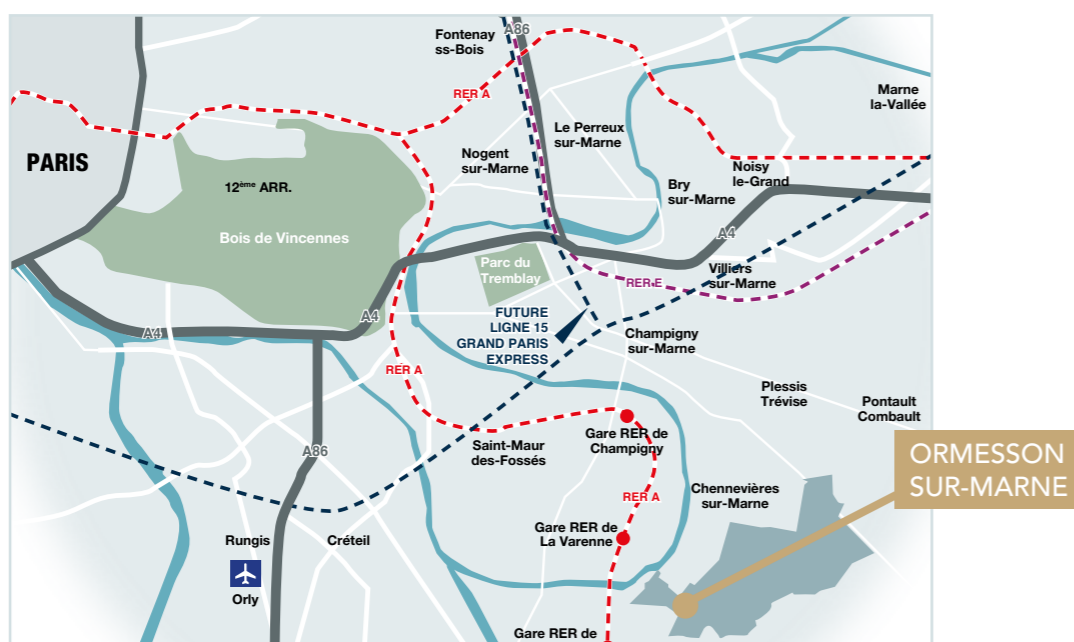 A86
Fontenay
ss-Bois
Marne
la-Vallée
RER A
PARIS
Le Perreux
sur-Marne
Nogent
sur-Marne
12ème ARR.
Noisy
le-Grand
Bry
sur-Marne
Bois de Vincennes
A4
Parc du
Tremblay
Villiers
sur-Marne
RER E
FUTURE
LIGNE 15
GRAND PARIS
EXPRESS
A4
A4
Champigny
sur-Marne
RER A
Plessis
Trévise
Pontault
Combault
Saint-Maur
des-Fossés
Gare RER de
Champigny
A86
ORMESSON
SUR-MARNE
RER A
Chennevières
sur-Marne
Gare RER de
La Varenne
Rungis
Créteil
Orly
Gare RER de